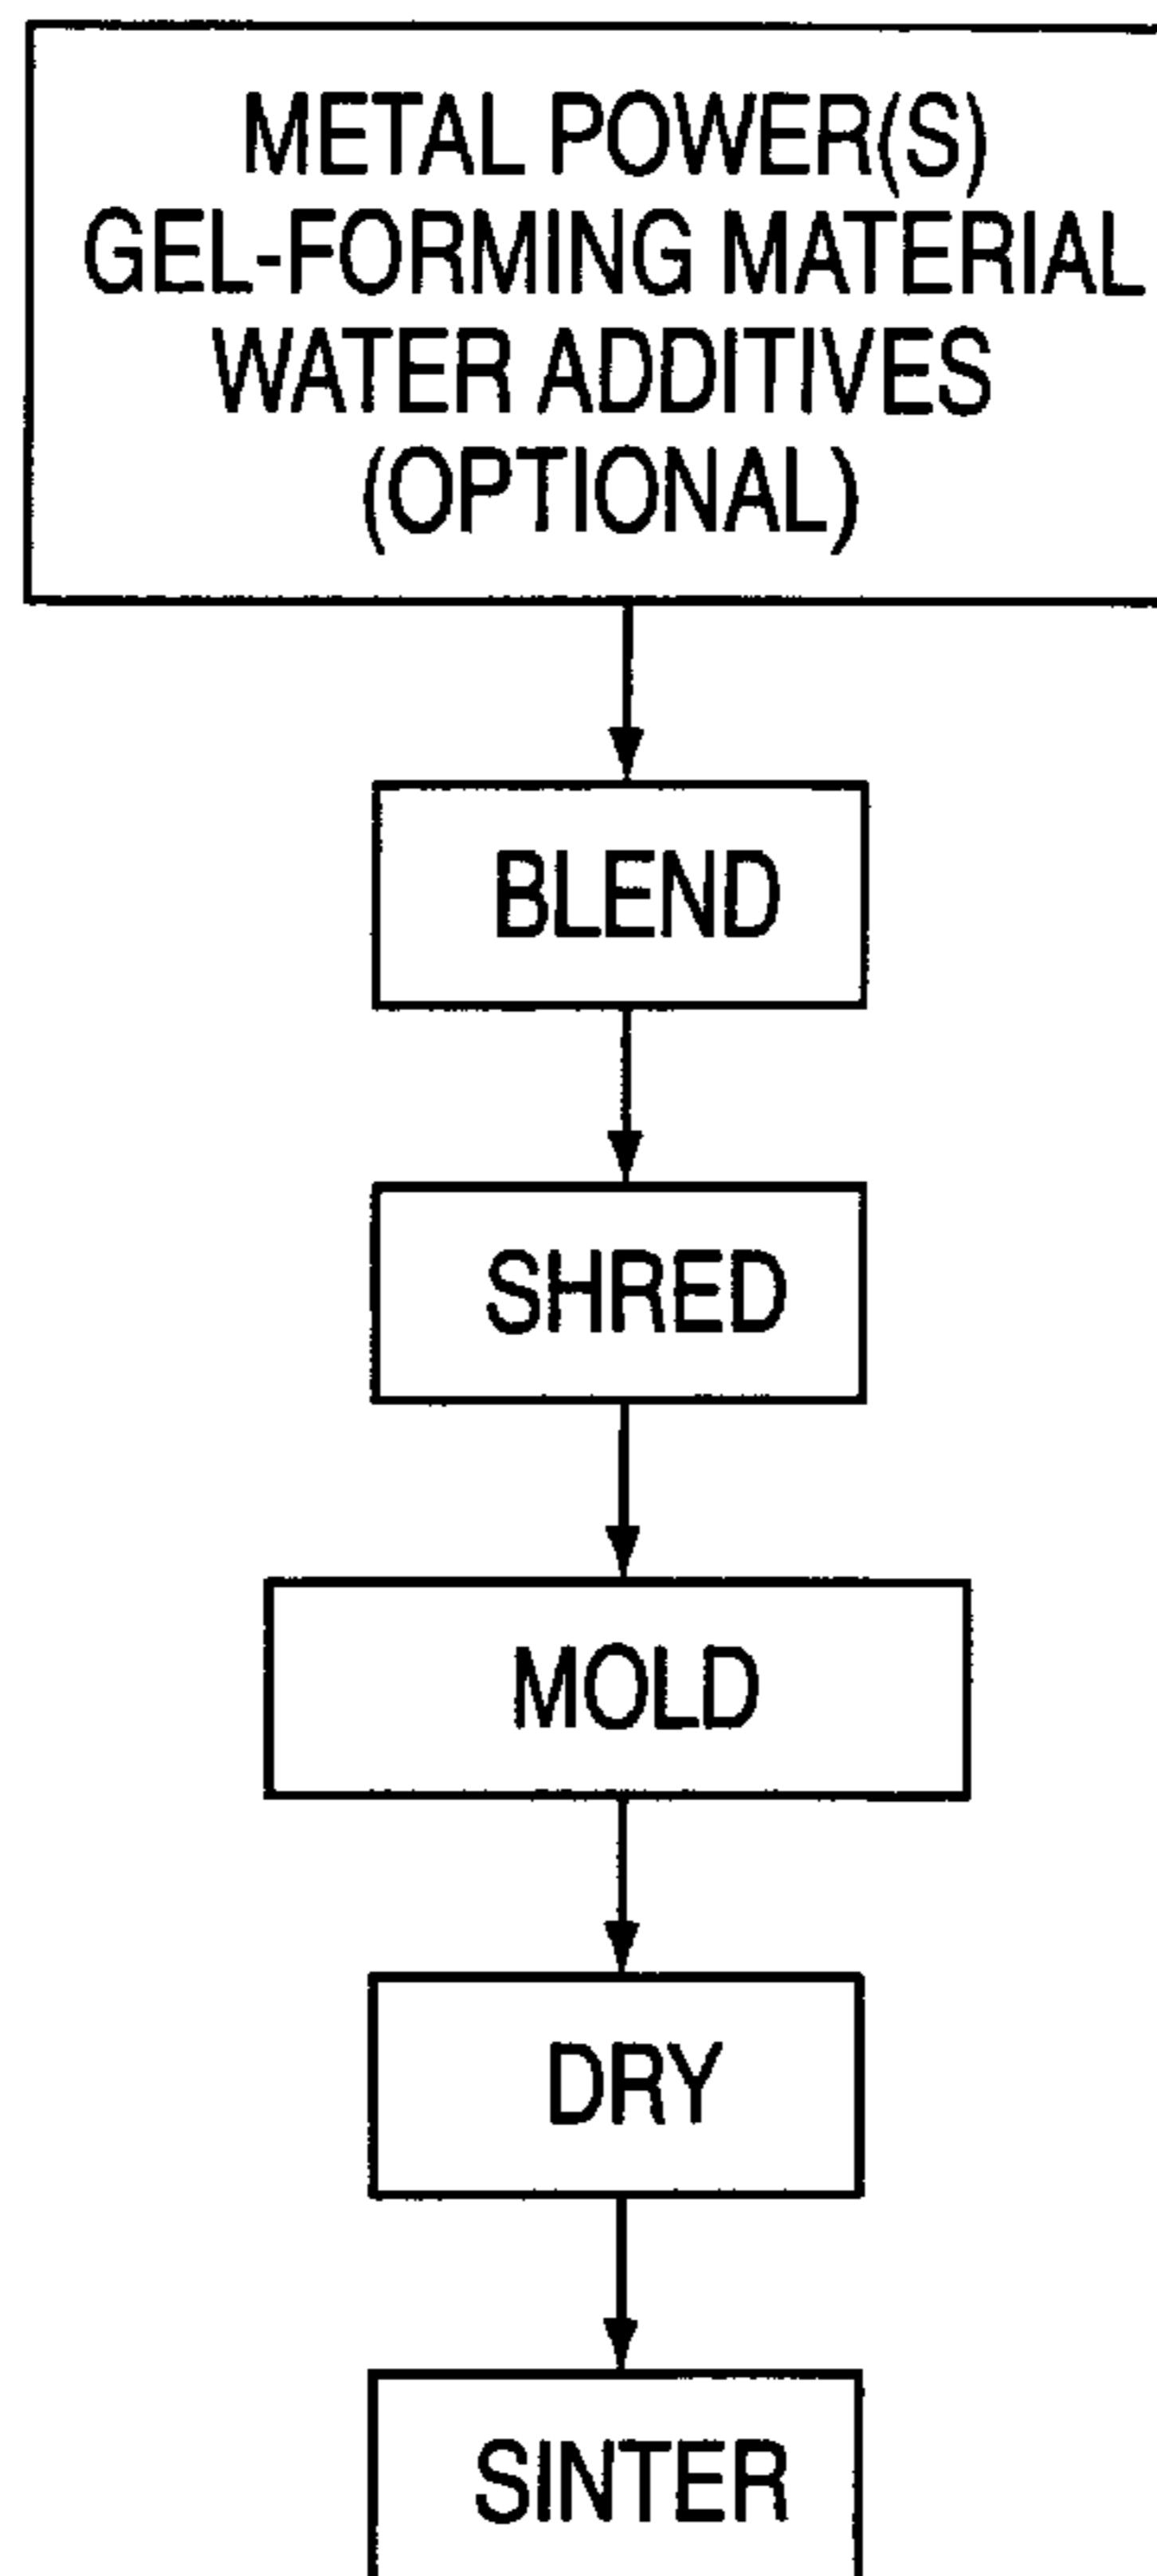 METAL POWER(S)
GEL-FORMING MATERIAL
WATER ADDITIVES
(OPTIONAL)
BLEND
SHRED
MOLD
DRY
SINTER